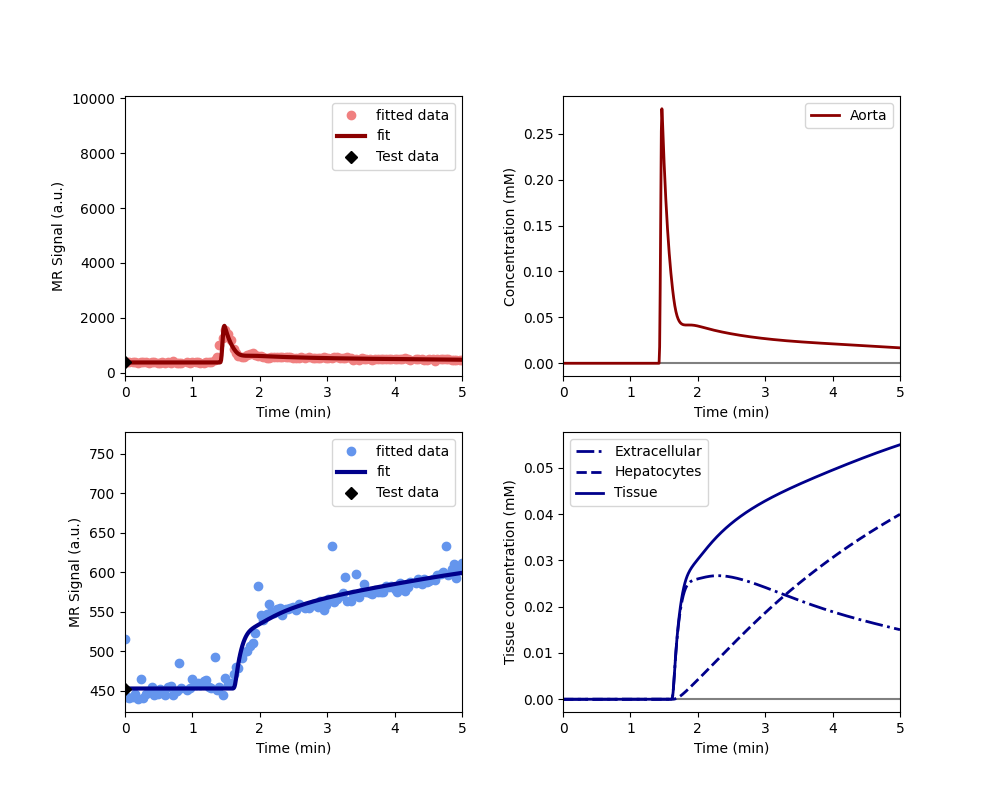 MR Signal (a.u.)
10000
8000
6000
4000
2000
0
fitted data
fit
Test data
0 1 2 3 4 5
Time (min)
Concentration (mM)
0.25
0.20
0.15
0.10
0.05
0.00
Aorta
0 1 2 3 4 5
Time (min)
MR Signal (a.u.)
750
700
650
600
550
500
450
fitted data
fit
Test data
0 1 2 3 4 5
Time (min)
Tissue concentration (mM)
0.05
0.04
0.03
0.02
0.01
0.00
Extracellular
Hepatocytes
Tissue
0 1 2 3 4 5
Time (min)